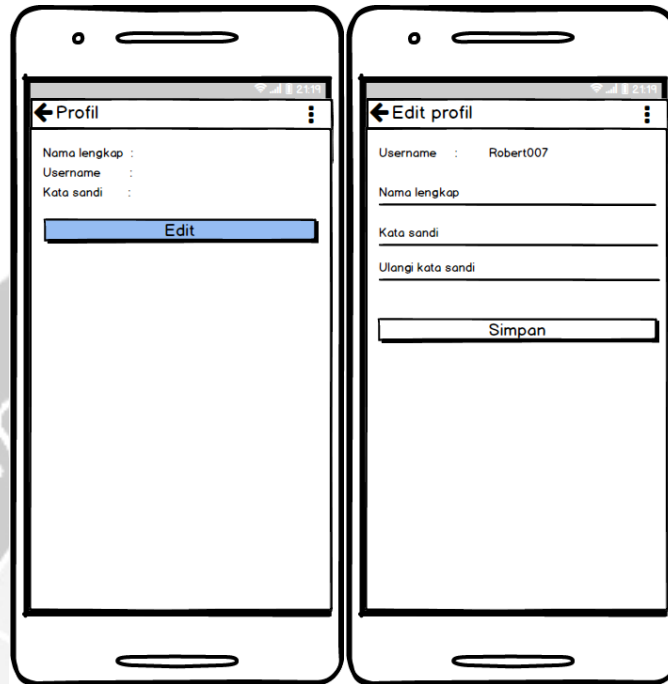 21:19
Profil
Nama lengkap :
Username :
Kata sandi :
Edit
21:19
Edit profil
Username : Robert007
Nama lengkap
Kata sandi
Ulangi kata sandi
Simpan